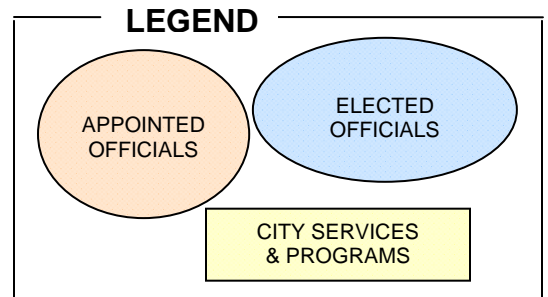 LEGEND
APPOINTED
OFFICIALS
ELECTED
OFFICIALS
CITY SERVICES
& PROGRAMS